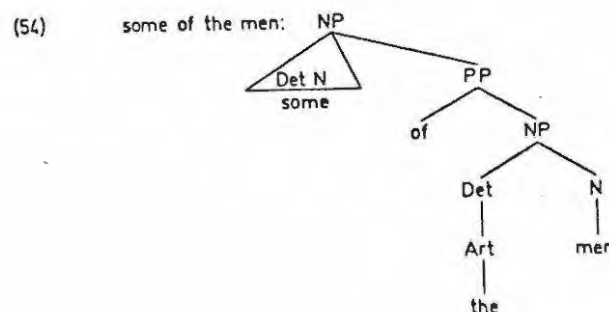 (54) some of the men: NP
Det N PP
some
of NP
Det N
Art men
the